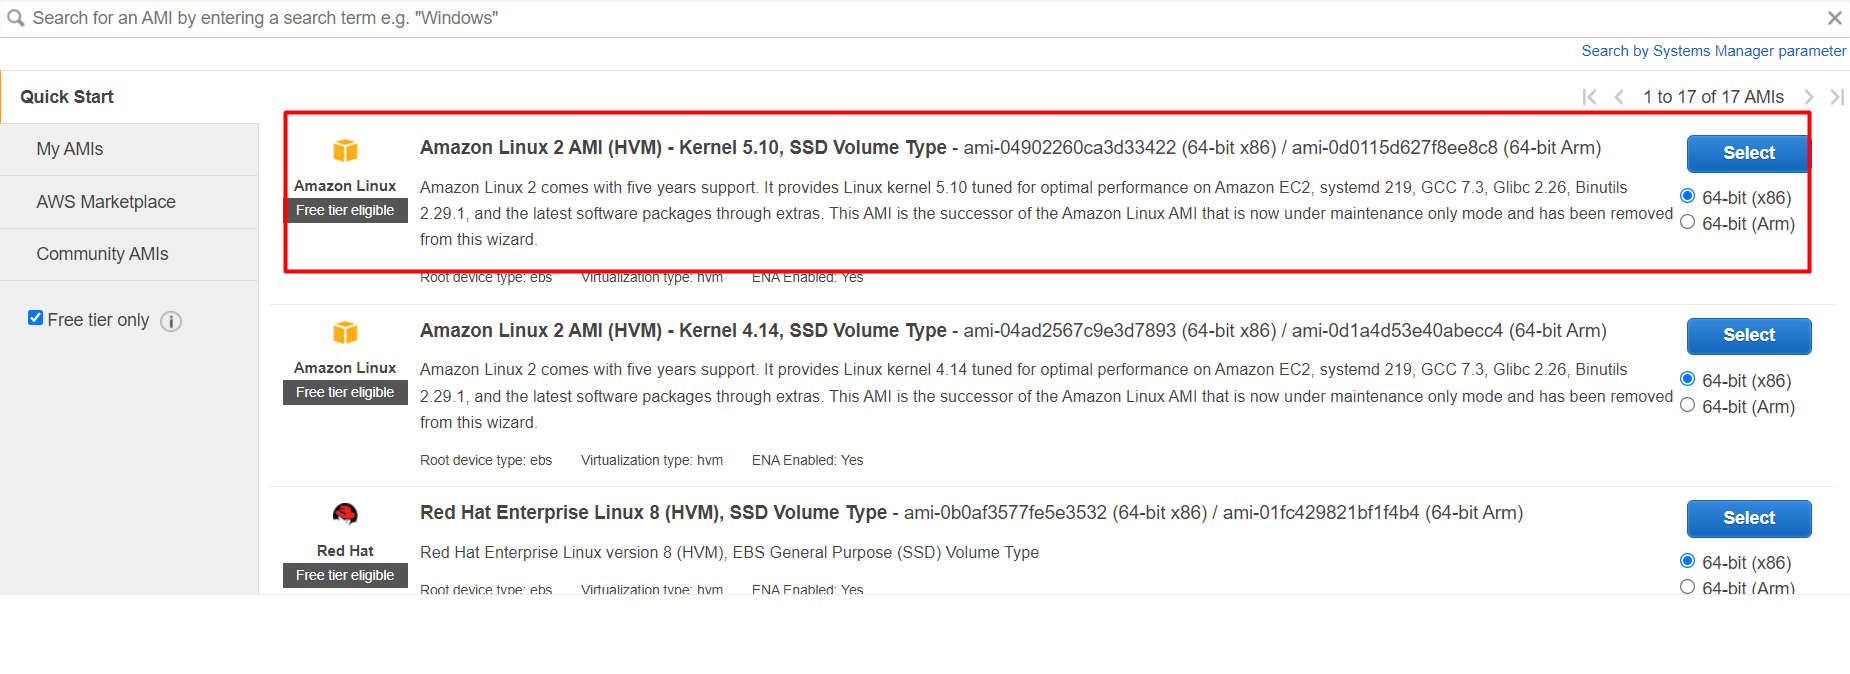 Search for an AMI by entering a search term e.g. "Windows"
Search by Systems Manager parameter
Quick Start
My AMIs
AWS Marketplace
Community AMIs
Free tier only
1 to 17 of 17 AMIs
Amazon Linux
Free tier eligible
Amazon Linux 2 AMI (HVM) - Kernel 5.10, SSD Volume Type - ami-04902260ca3d33422 (64-bit x86) / ami-0d0115d627f8ee8c8 (64-bit Arm)
Amazon Linux 2 comes with five years support. It provides Linux kernel 5.10 tuned for optimal performance on Amazon EC2, systemd 219, GCC 7.3, Glibc 2.26, Binutils
2.29.1, and the latest software packages through extras. This AMI is the successor of the Amazon Linux AMI that is now under maintenance only mode and has been removed
from this wizard.
Root device type: ebs Virtualization type: hvm ENA Enabled: Yes
Select
64-bit (x86)
64-bit (Arm)
Amazon Linux
Free tier eligible
Amazon Linux 2 AMI (HVM) - Kernel 4.14, SSD Volume Type - ami-04ad2567c9e3d7893 (64-bit x86) / ami-0d1a4d53e40abecc4 (64-bit Arm)
Amazon Linux 2 comes with five years support. It provides Linux kernel 4.14 tuned for optimal performance on Amazon EC2, systemd 219, GCC 7.3, Glibc 2.26, Binutils
2.29.1, and the latest software packages through extras. This AMI is the successor of the Amazon Linux AMI that is now under maintenance only mode and has been removed
from this wizard.
Root device type: ebs Virtualization type: hvm ENA Enabled: Yes
Select
64-bit (x86)
64-bit (Arm)
Red Hat
Free tier eligible
Red Hat Enterprise Linux 8 (HVM), SSD Volume Type - ami-0b0af3577fe5e3532 (64-bit x86) / ami-01fc429821bf1f4b4 (64-bit Arm)
Red Hat Enterprise Linux version 8 (HVM), EBS General Purpose (SSD) Volume Type
Root device type: ebs Virtualization type: hvm ENA Enabled: Yes
Select
64-bit (x86)
64-bit (Arm)